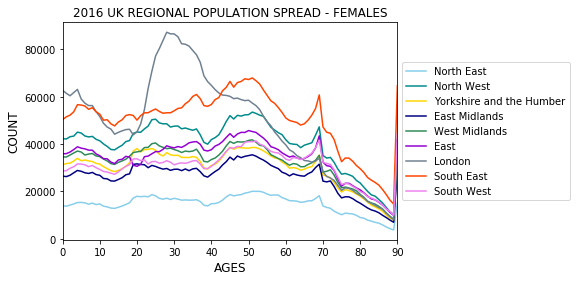 2016 UK REGIONAL POPULATION SPREAD - FEMALES
COUNT
80000
60000
40000
20000
0
0 10 20 30 40 50 60 70 80 90
AGES
North East
North West
Yorkshire and the Humber
East Midlands
West Midlands
East
London
South East
South West